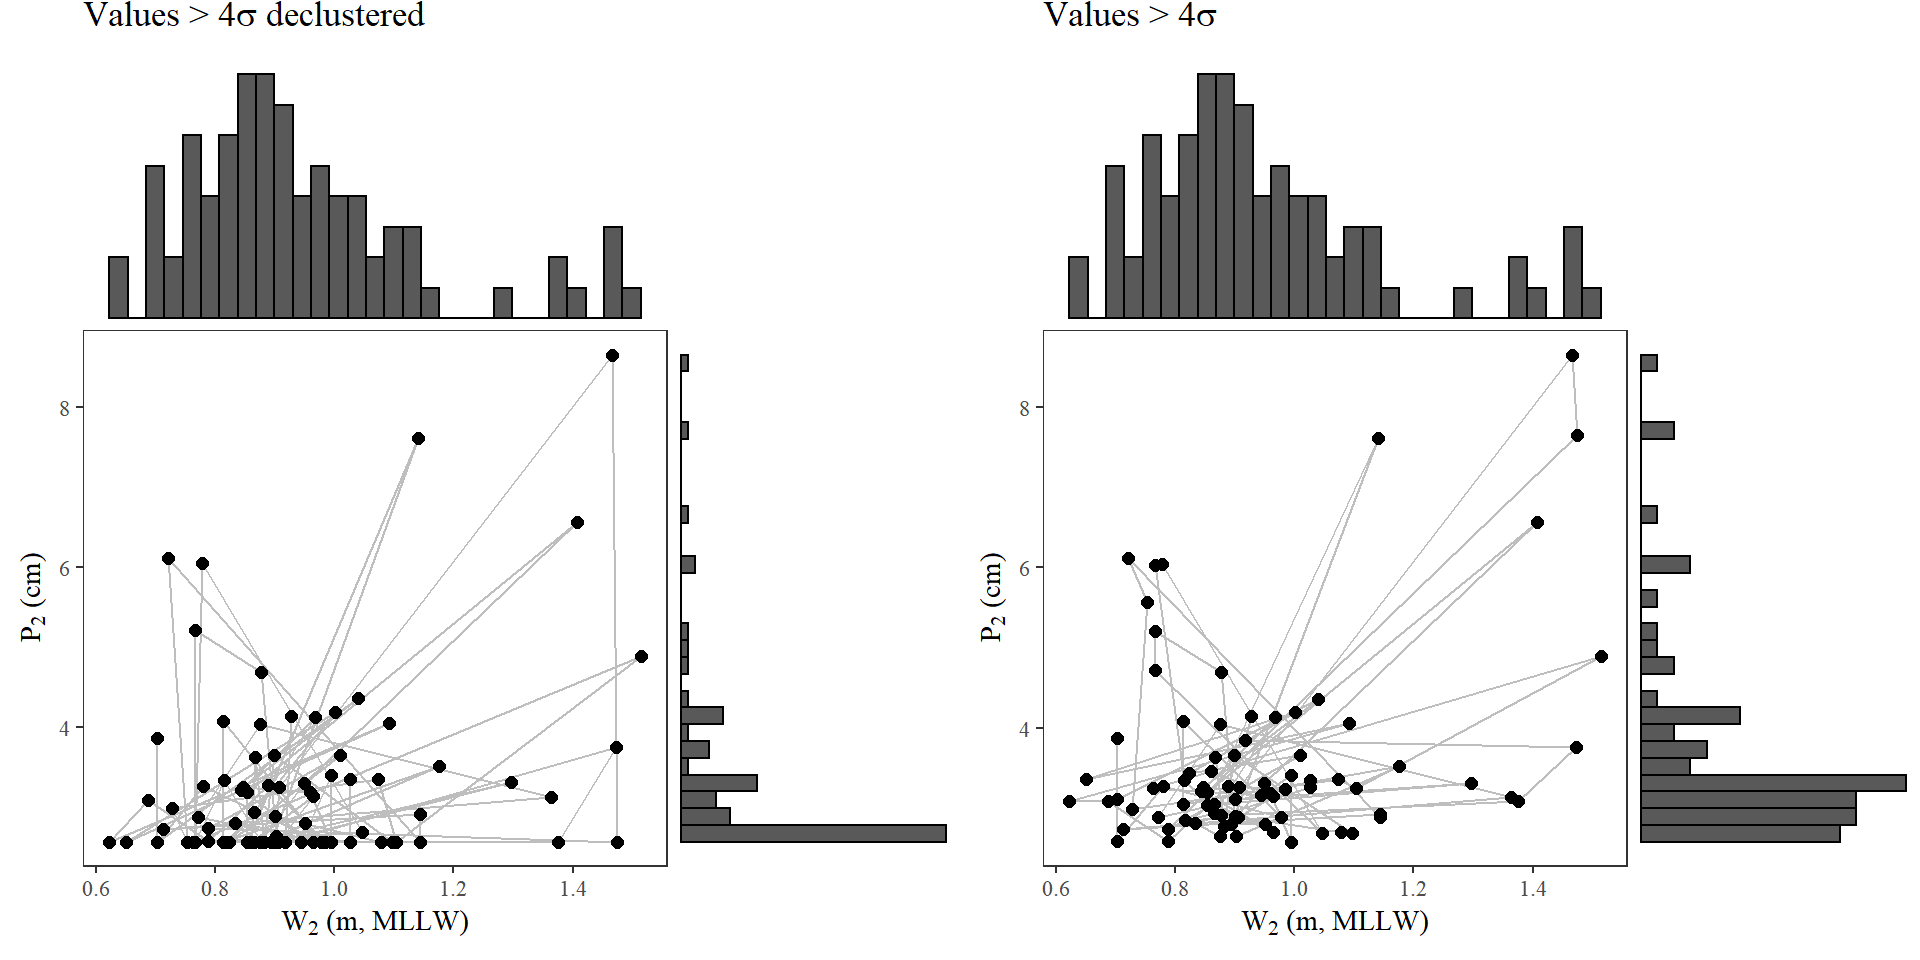 Values > 4σ declustered
8
6
4
P₂ (cm)
0.6 0.8 1.0 1.2 1.4
W₂ (m, MLLW)
Values > 4σ
8
6
4
P₂ (cm)
0.6 0.8 1.0 1.2 1.4
W₂ (m, MLLW)